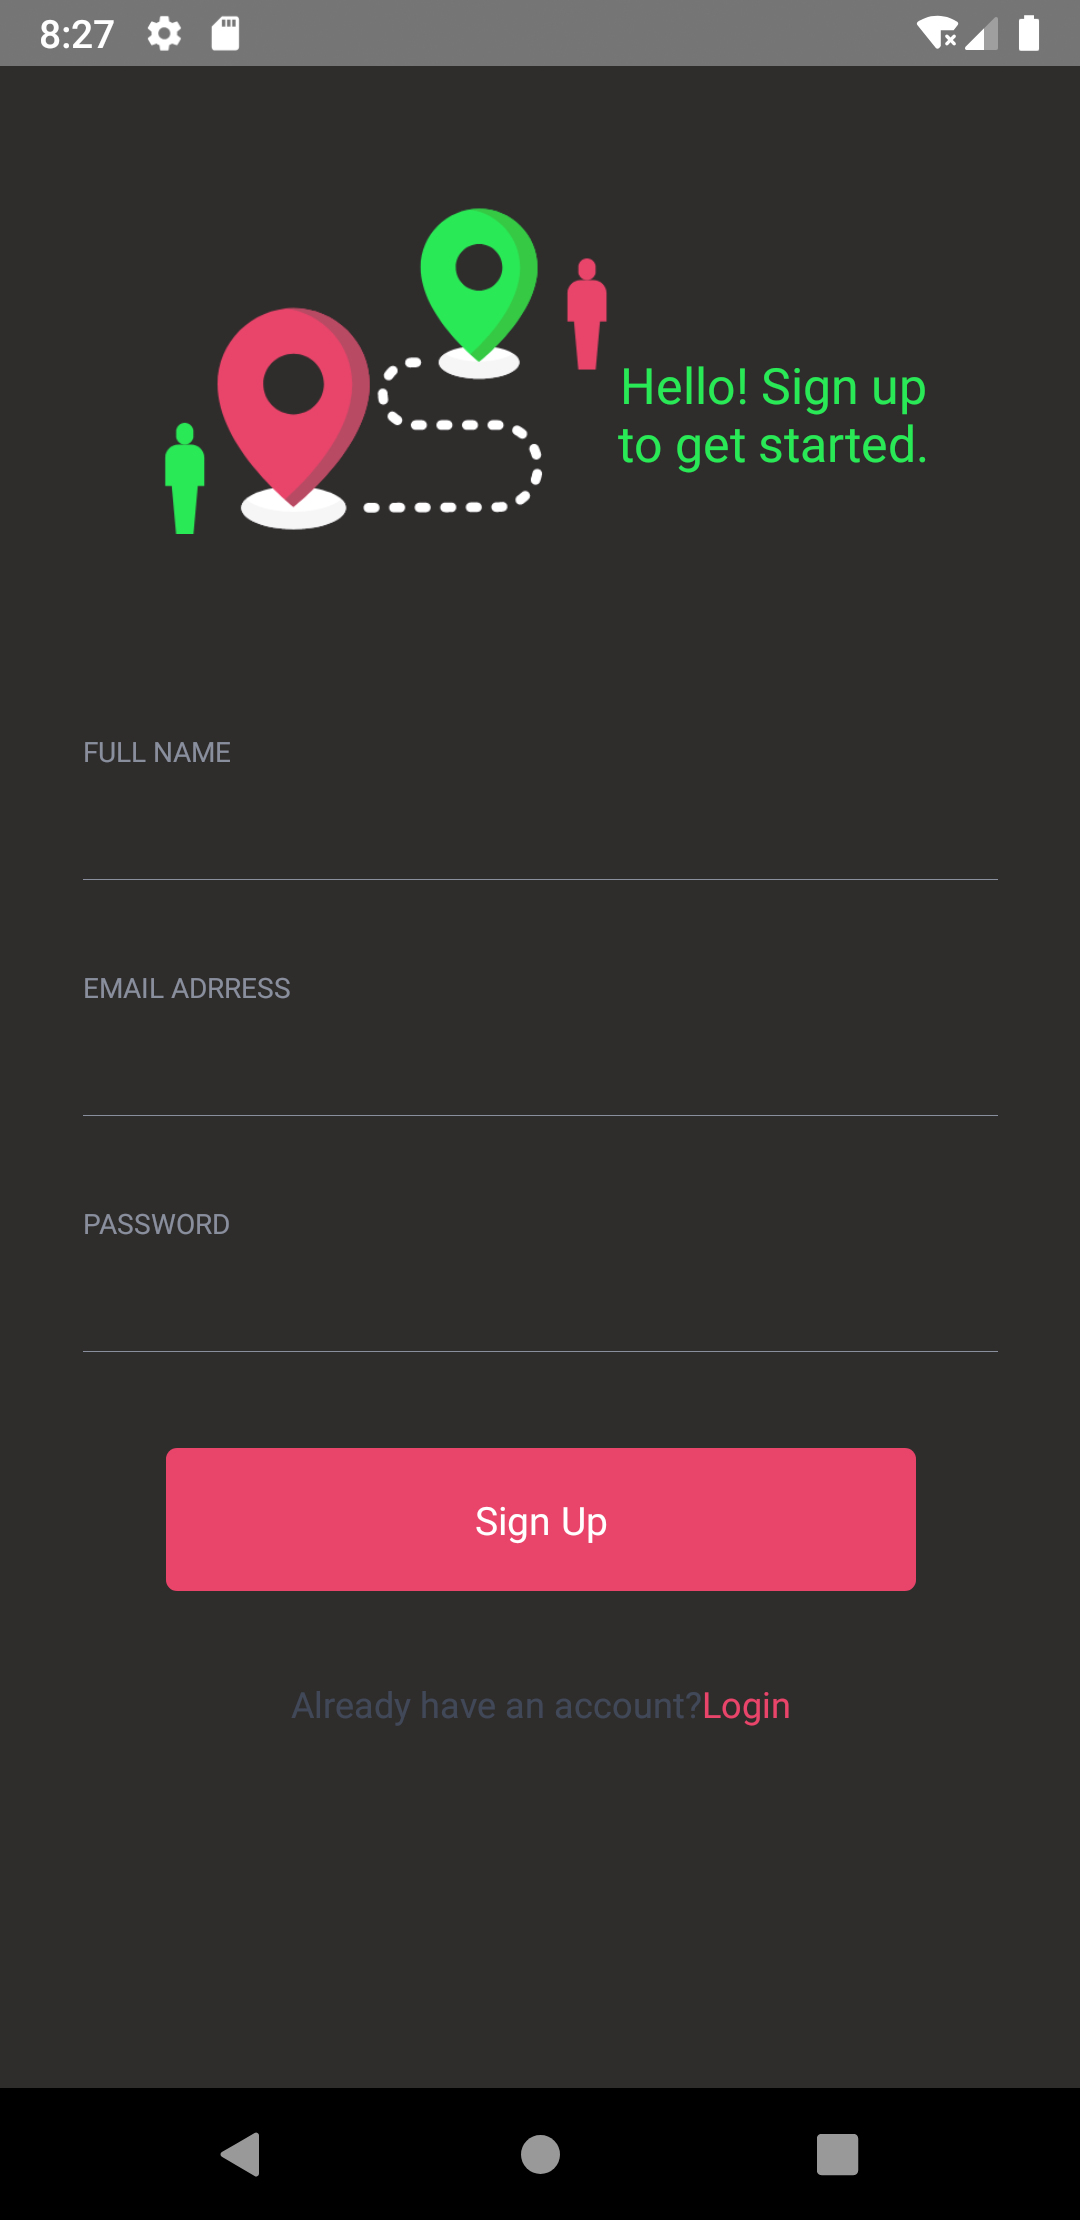 8:27
Hello! Sign up
to get started.
FULL NAME
EMAIL ADRRESS
PASSWORD
Sign Up
Already have an account?Login